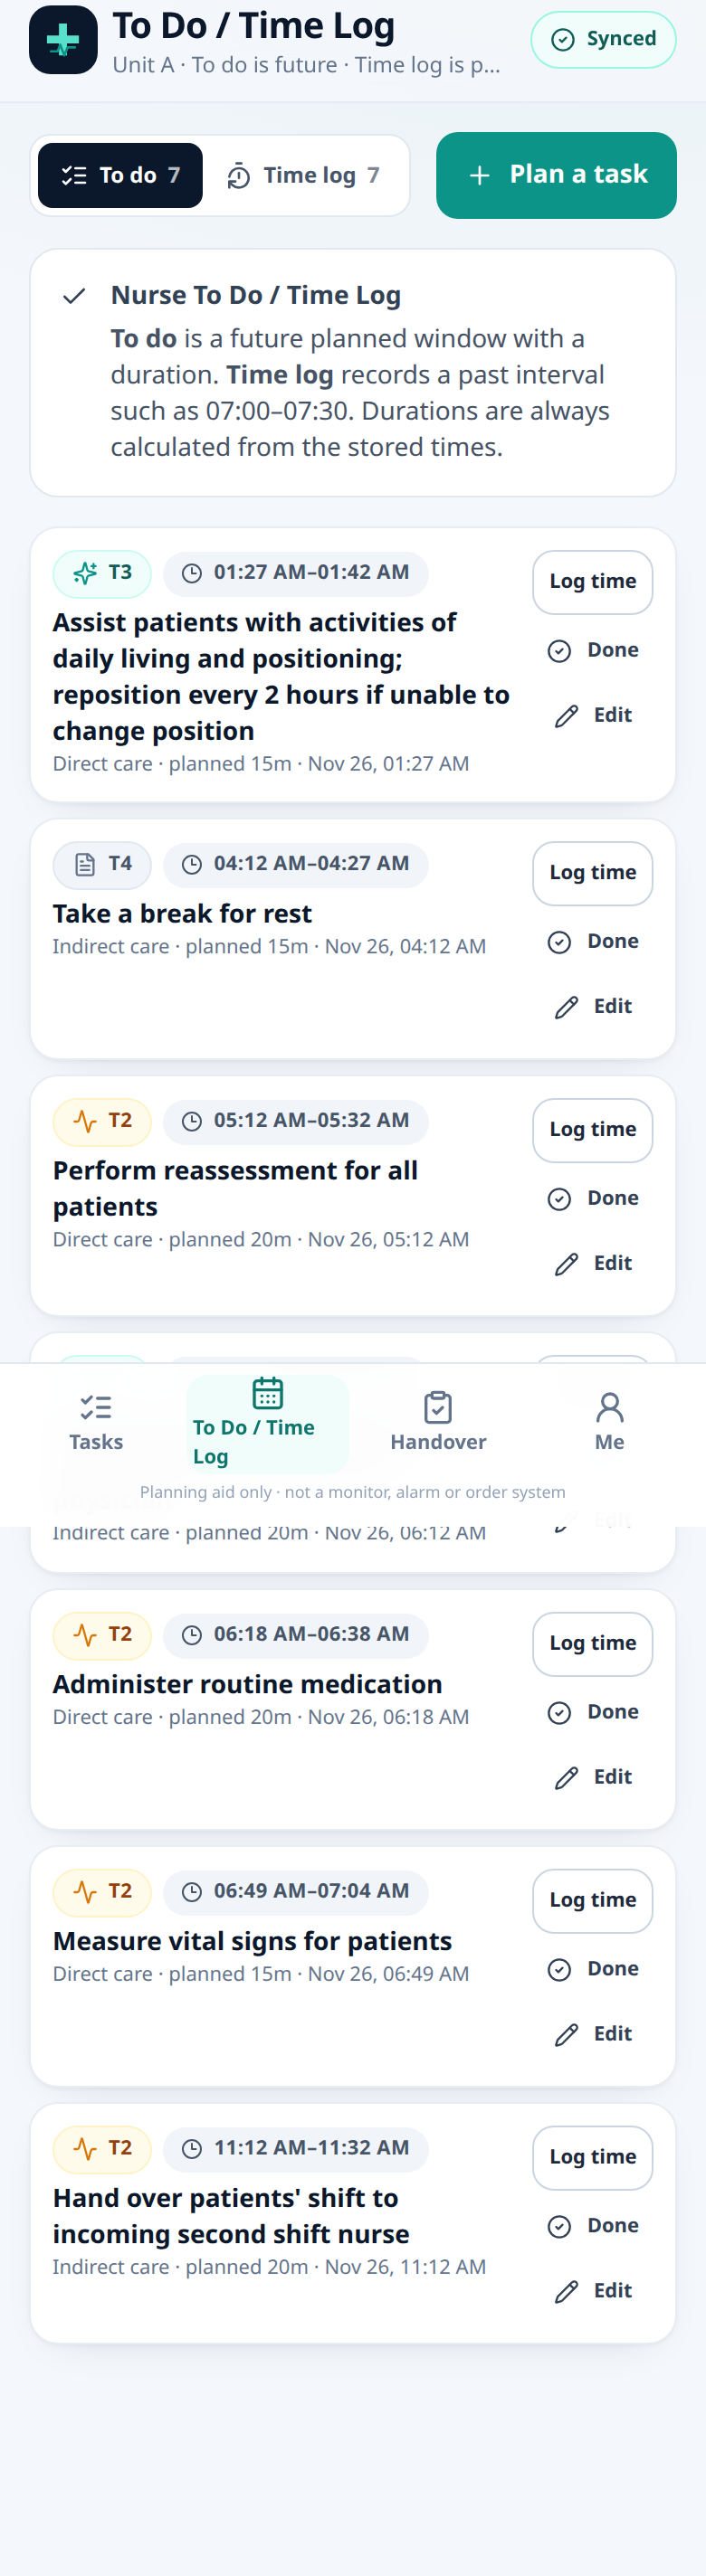 To Do / Time Log
Unit A · To do is future · Time log is p...
Synced
To do 7
Time log 7
Plan a task
Nurse To Do / Time Log
To do is a future planned window with a
duration. Time log records a past interval
such as 07:00–07:30. Durations are always
calculated from the stored times.
T3
01:27 AM–01:42 AM
Log time
Assist patients with activities of
daily living and positioning;
reposition every 2 hours if unable to
change position
Done
Edit
Direct care · planned 15m · Nov 26, 01:27 AM
T4
04:12 AM–04:27 AM
Log time
Take a break for rest
Indirect care · planned 15m · Nov 26, 04:12 AM
Done
Edit
T2
05:12 AM–05:32 AM
Log time
Perform reassessment for all
patients
Direct care · planned 20m · Nov 26, 05:12 AM
Done
Edit
Tasks
To Do / Time
Log
Handover
Me
Planning aid only · not a monitor, alarm or order system
Indirect care · planned 20m · Nov 26, 06:12 AM
Edit
T2
06:18 AM–06:38 AM
Log time
Administer routine medication
Direct care · planned 20m · Nov 26, 06:18 AM
Done
Edit
T2
06:49 AM–07:04 AM
Log time
Measure vital signs for patients
Direct care · planned 15m · Nov 26, 06:49 AM
Done
Edit
T2
11:12 AM–11:32 AM
Log time
Hand over patients' shift to
incoming second shift nurse
Indirect care · planned 20m · Nov 26, 11:12 AM
Done
Edit